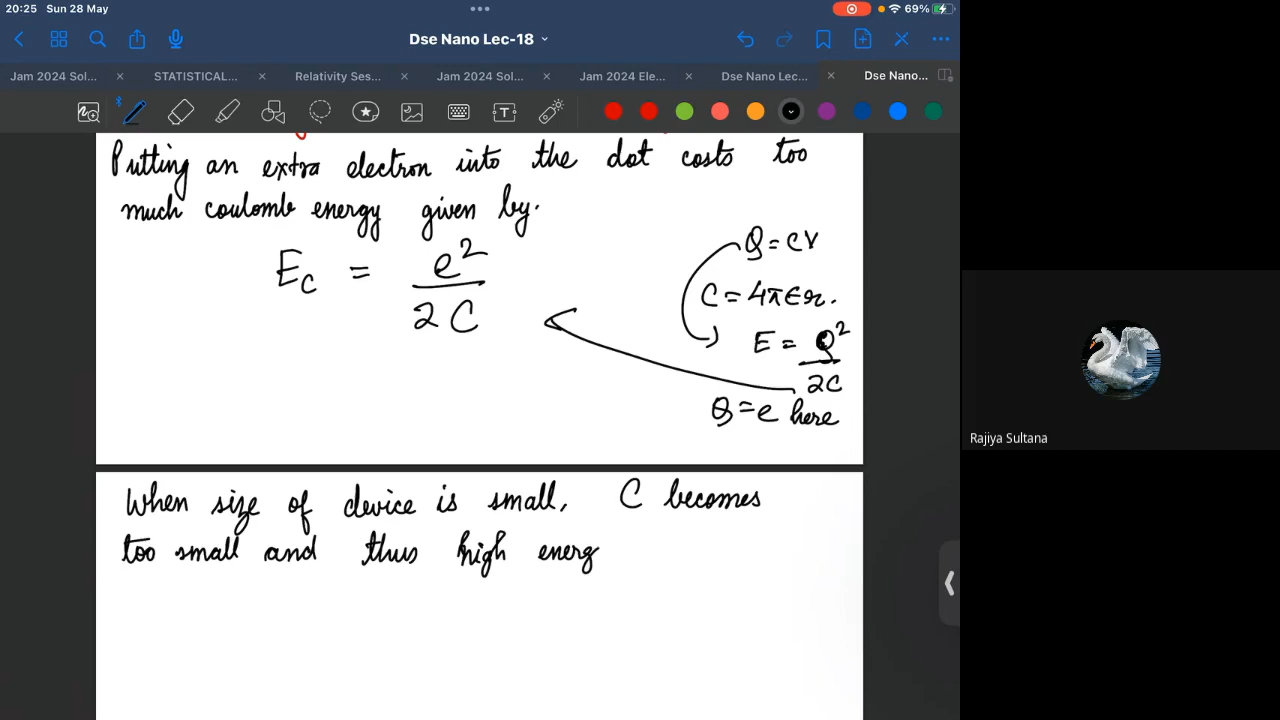 20:25 Sun 28 May
69%
Dse Nano Lec-18
Jam 2024 Sol...
STATISTICAL...
Relativity Ses...
Jam 2024 Sol...
Jam 2024 Ele...
Dse Nano Lec...
Dse Nano...
Putting an extra electron into the dot costs too
much coulomb energy given by.
E_C = e²/2C
Q = CV
C = 4πϵr.
E = Q²/2C
Q = e here
When size of device is small, C becomes
too small and thus high energ
Rajiya Sultana